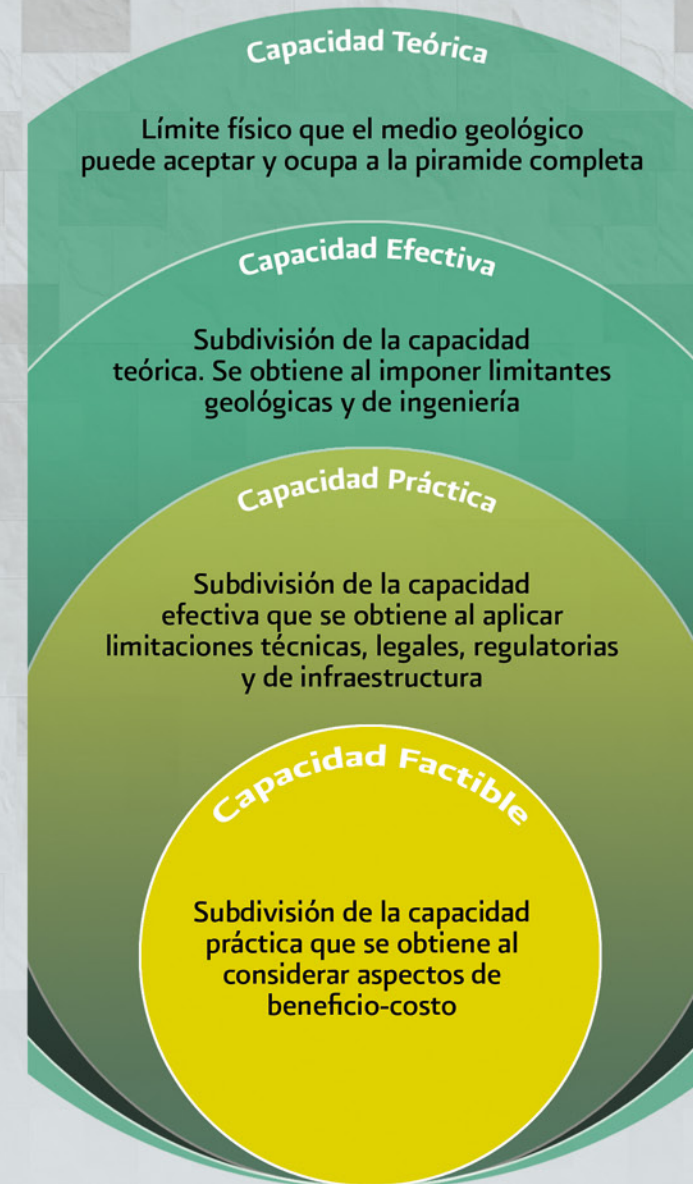 Capacidad Teórica
Límite físico que el medio geológico
puede aceptar y ocupa a la piramide completa
Capacidad Efectiva
Subdivisión de la capacidad
teórica. Se obtiene al imponer limitantes
geológicas y de ingeniería
Capacidad Práctica
Subdivisión de la capacidad
efectiva que se obtiene al aplicar
limitaciones técnicas, legales, regulatorias
y de infraestructura
Capacidad Factible
Subdivisión de la capacidad
práctica que se obtiene al
considerar aspectos de
beneficio-costo